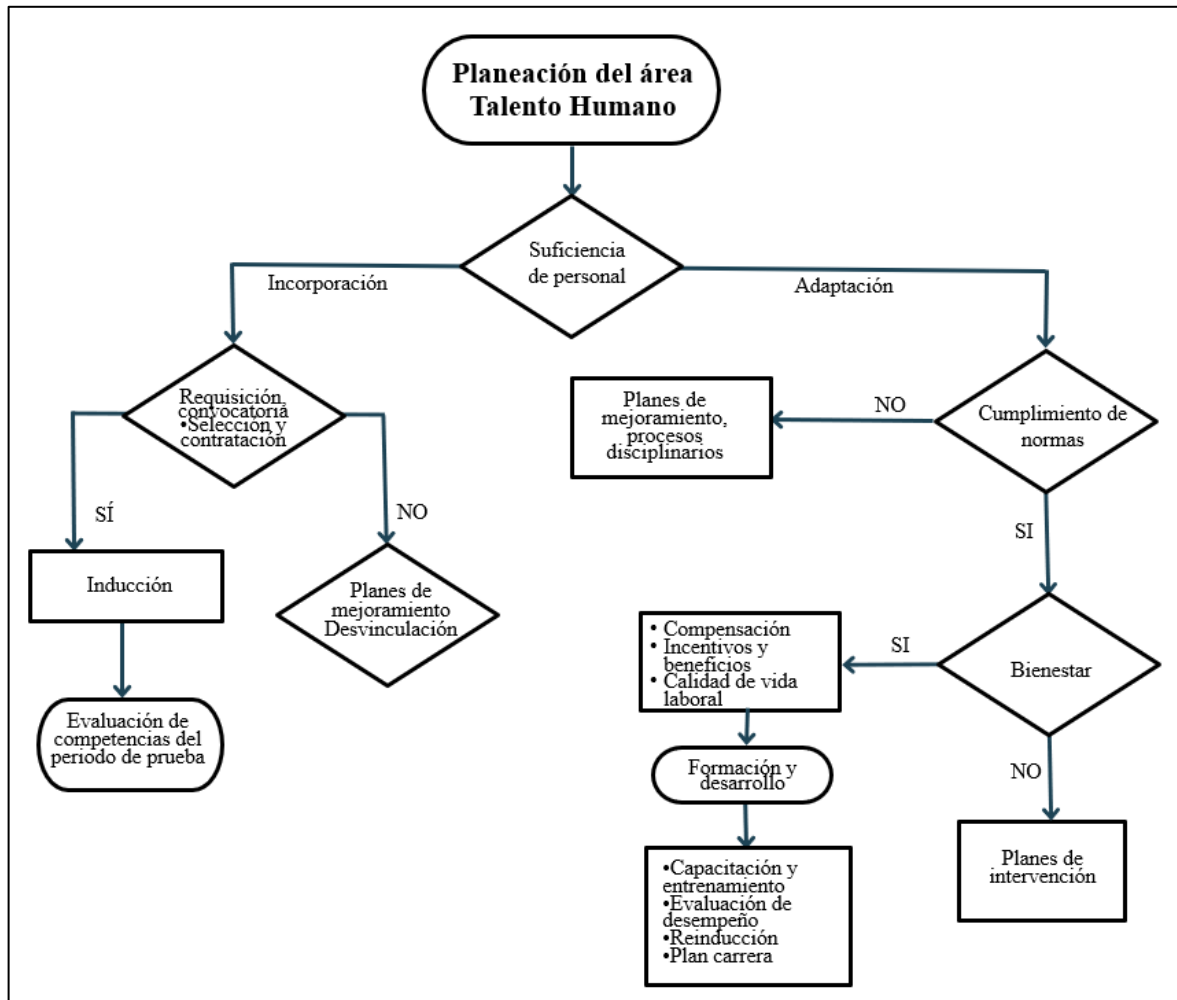 Planeación del área
Talento Humano
Suficiencia
de personal
Incorporación
Adaptación
Requisición,
convocatoria
•Selección y
contratación
Planes de
mejoramiento,
procesos
disciplinarios
NO
Cumplimiento de
normas
SÍ
NO
SI
Inducción
Planes de
mejoramiento
Desvinculación
• Compensación
• Incentivos y
beneficios
• Calidad de vida
laboral
SI
Bienestar
Evaluación de
competencias del
periodo de prueba
Formación y
desarrollo
NO
•Capacitación y
entrenamiento
•Evaluación de
desempeño
•Reinducción
•Plan carrera
Planes de
intervención